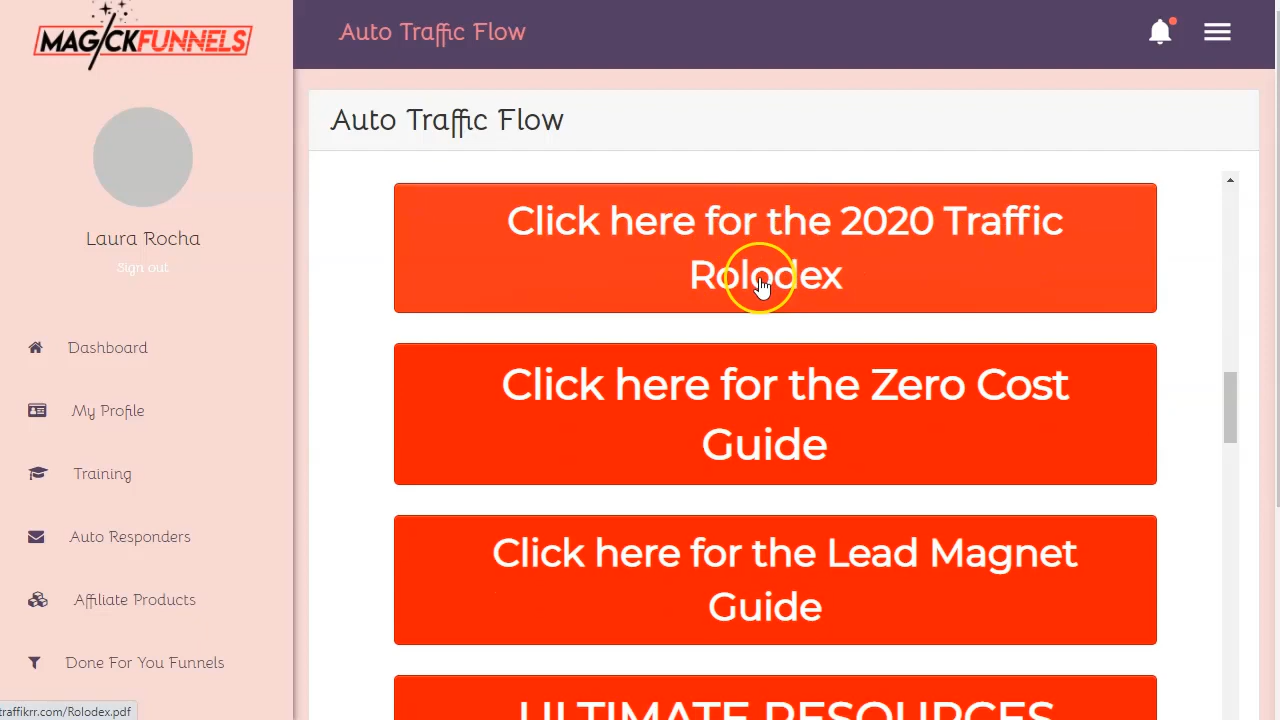 MAGICKFUNNELS
Auto Traffic Flow
Laura Rocha
Sign out
Dashboard
My Profile
Training
Auto Responders
Affiliate Products
Done For You Funnels
Auto Traffic Flow
Click here for the 2020 Traffic
Rolodex
Click here for the Zero Cost
Guide
Click here for the Lead Magnet
Guide
ULTIMATE RESOURCES
traffikrr.com/Rolodex.pdf